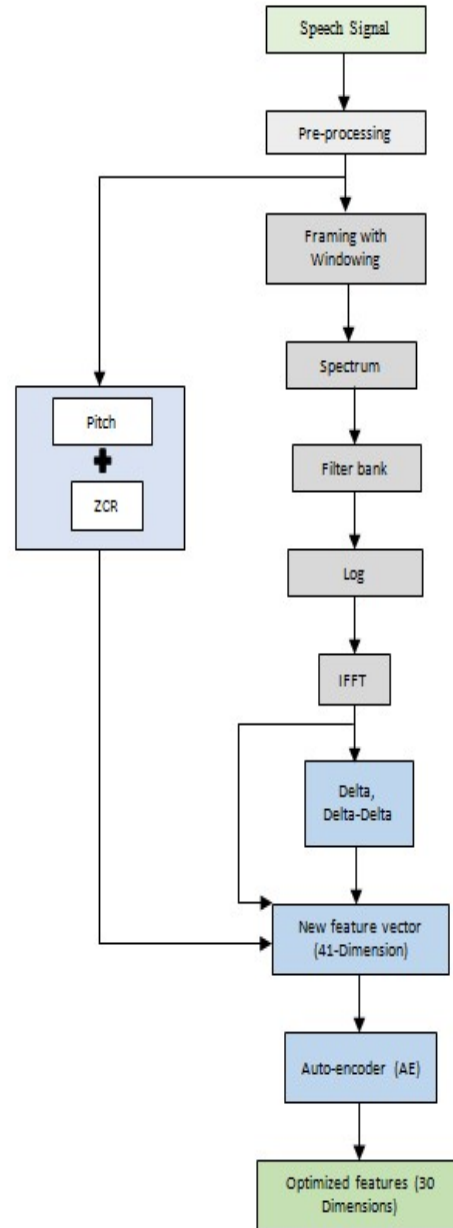 Speech Signal
Pre-processing
Framing with
Windowing
Spectrum
Pitch
Filter bank
ZCR
Log
IFFT
Delta,
Delta-Delta
New feature vector
(41-Dimension)
Auto-encoder (AE)
Optimized features (30
Dimensions)